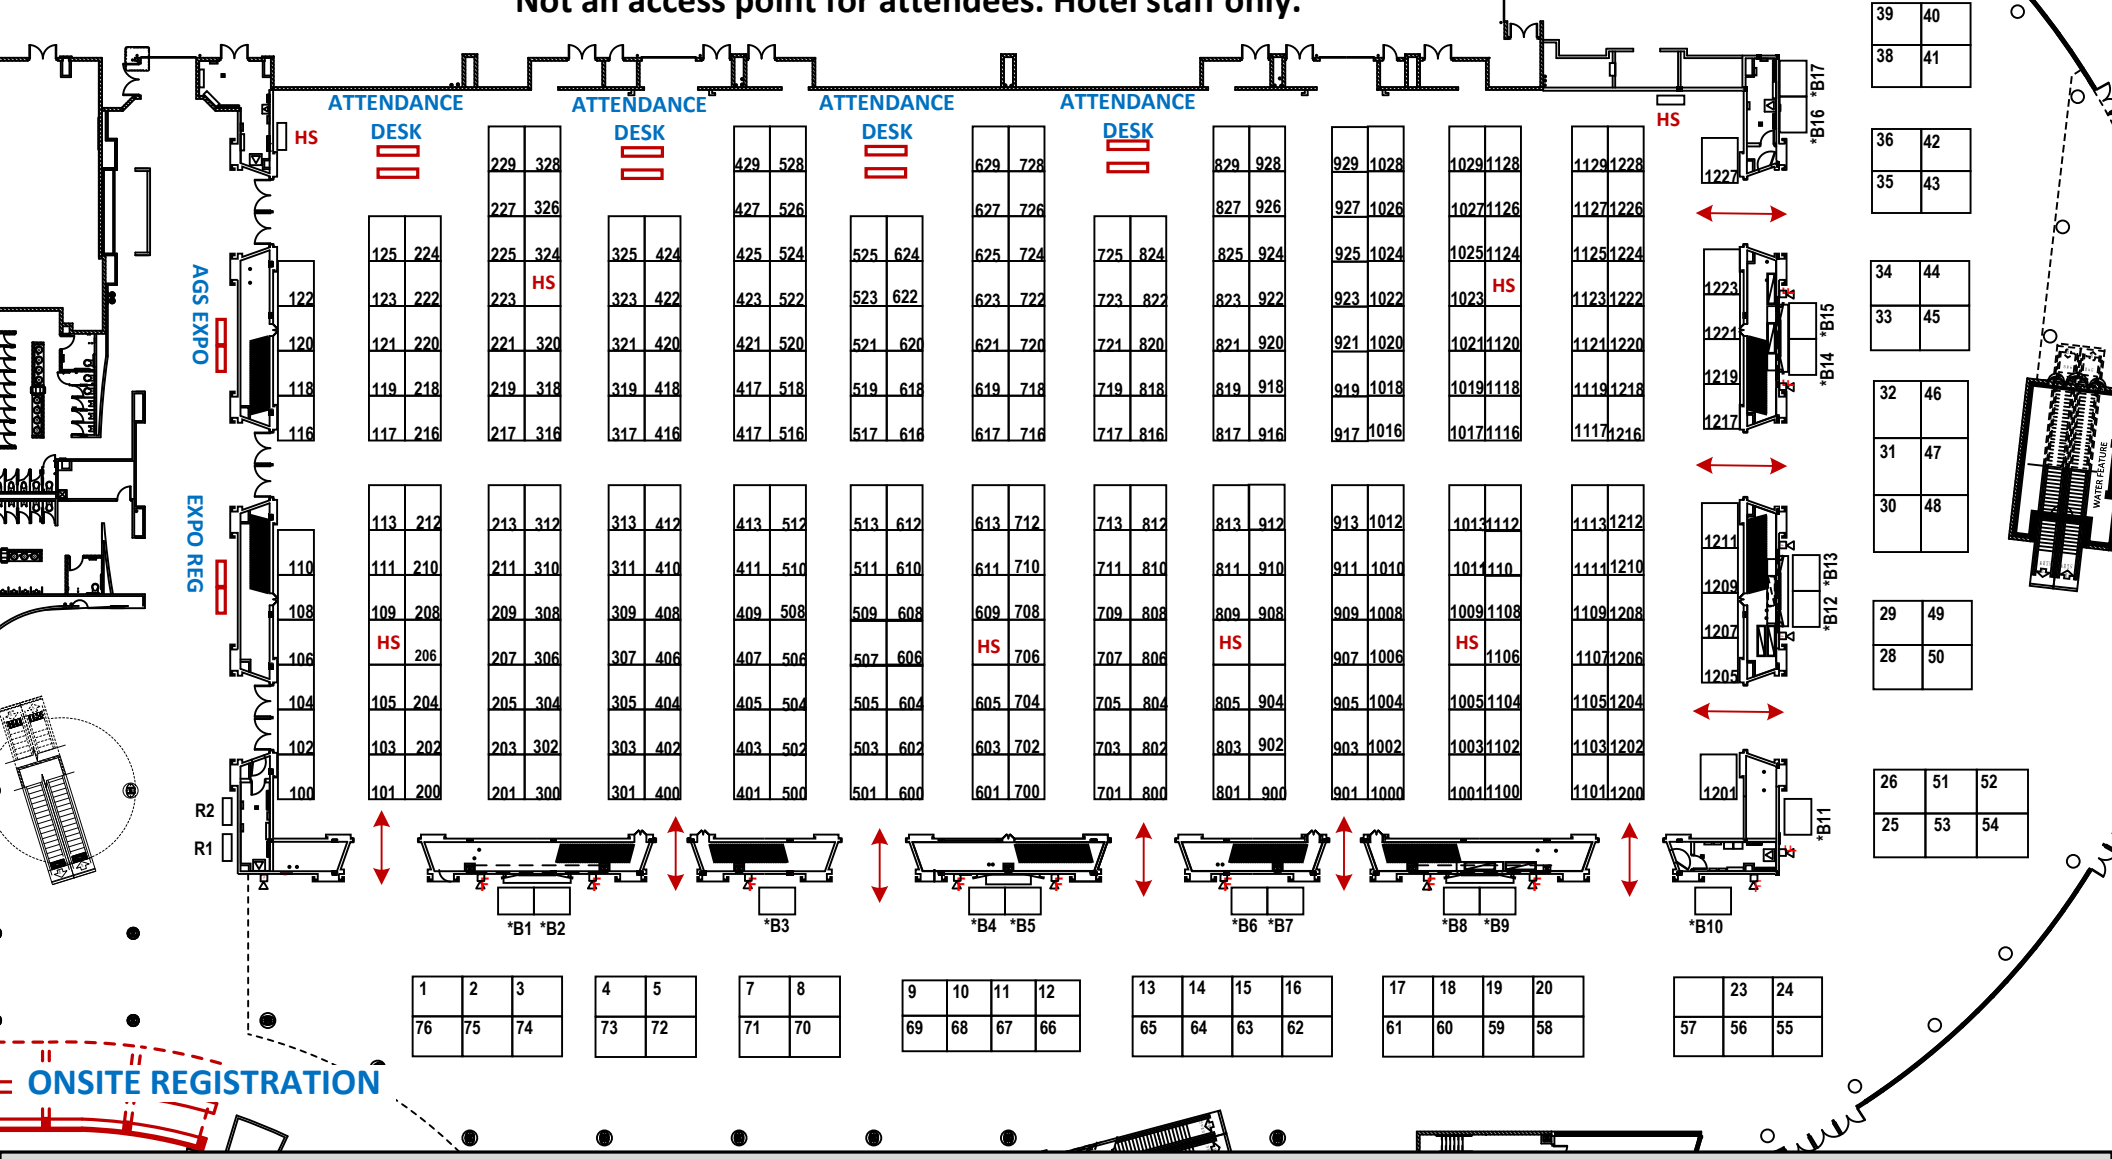 Not an access point for attendees. Hotel staff only.
39 40
38 41
*B17
*B16
ATTENDANCE DESK
ATTENDANCE DESK
ATTENDANCE DESK
ATTENDANCE DESK
HS
HS
36 42
35 43
229 328 429 528 629 728 829 928 929 1028 1029 1128 1129 1228
1227
227 326 427 526 627 726 827 926 927 1026 1027 1126 1127 1226
125 224 225 324 325 424 425 524 525 624 625 724 725 824 825 924 925 1024 1025 1124 1125 1224
HS
HS
AGS EXPO
122 123 222 223 323 422 423 522 523 622 623 722 723 822 823 922 923 1022 1023 1123 1222 1223
34 44
33 45
*B15
*B14
120 121 220 221 320 321 420 421 520 521 620 621 720 721 820 821 920 921 1020 1021 1120 1121 1220 1221
118 119 218 219 318 319 418 417 518 519 618 619 718 719 818 819 918 919 1018 1019 1118 1119 1218 1219
116 117 216 217 316 317 416 417 516 517 616 617 716 717 816 817 916 917 1016 1017 1116 1117 1216 1217
32 46
31 47
30 48
WATER FEATURE
EXPO REG
113 212 213 312 313 412 413 512 513 612 613 712 713 812 813 912 913 1012 1013 1112 1113 1212 1211
110 111 210 211 310 311 410 411 510 511 610 611 710 711 810 811 910 911 1010 1011 1110 1111 1210 1209
*B13
*B12
108 109 208 209 308 309 408 409 508 509 608 609 708 709 808 809 908 909 1008 1009 1108 1109 1208 1207
HS
HS
HS
HS
29 49
28 50
106 206 207 306 307 406 407 506 507 606 706 707 806 907 1006 1106 1107 1206 1205
104 105 204 205 304 305 404 405 504 505 604 605 704 705 804 805 904 905 1004 1005 1104 1105 1204
102 103 202 203 302 303 402 403 502 503 602 603 702 703 802 803 902 903 1002 1003 1102 1103 1202
100 101 200 201 300 301 400 401 500 501 600 601 700 701 800 801 900 901 1000 1001 1100 1101 1200 1201
26 51 52
25 53 54
*B11
R2
R1
*B1 *B2 *B3 *B4 *B5 *B6 *B7 *B8 *B9 *B10
1 2 3 4 5 7 8 9 10 11 12 13 14 15 16 17 18 19 20 23 24
76 75 74 73 72 71 70 69 68 67 66 65 64 63 62 61 60 59 58 57 56 55
ONSITE REGISTRATION